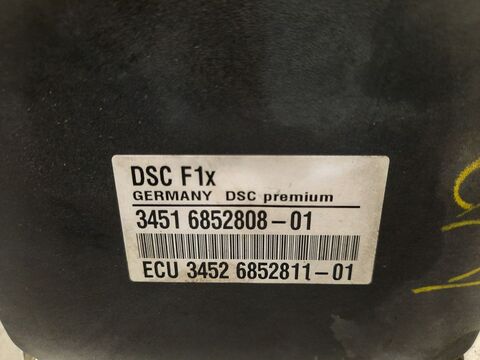 DSC F1x
GERMANY DSC premium
3451 6852808-01
ECU 3452 6852811-01